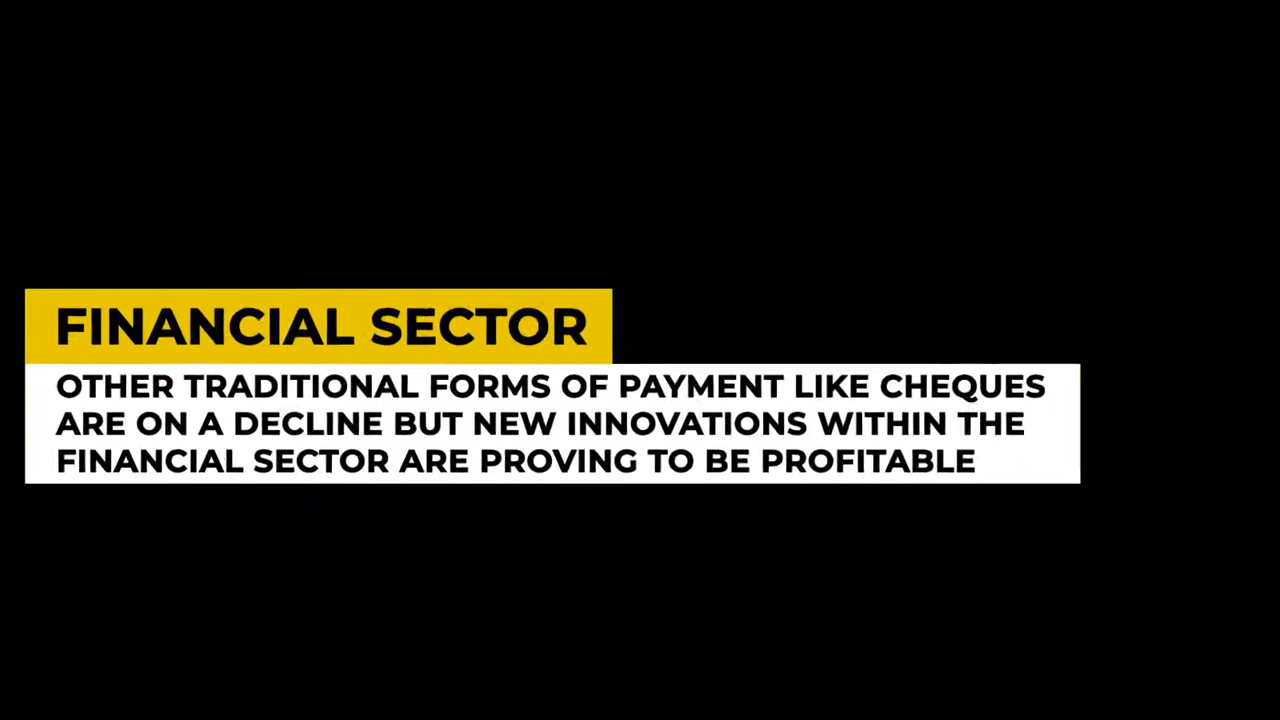 FINANCIAL SECTOR
OTHER TRADITIONAL FORMS OF PAYMENT LIKE CHEQUES
ARE ON A DECLINE BUT NEW INNOVATIONS WITHIN THE
FINANCIAL SECTOR ARE PROVING TO BE PROFITABLE